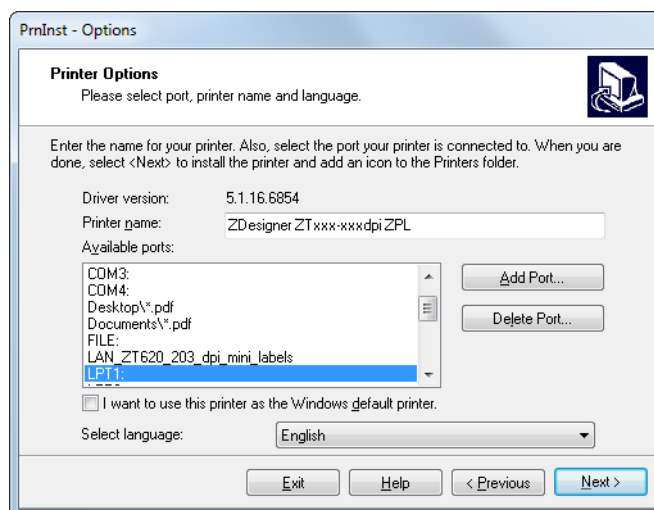 PrnInst - Options
Printer Options
Please select port, printer name and language.
Enter the name for your printer. Also, select the port your printer is connected to. When you are
done, select <Next> to install the printer and add an icon to the Printers folder.
Driver version: 5.1.16.6854
Printer name: ZDesigner ZTxxx-xxxdpi ZPL
Available ports:
COM3:
COM4:
Desktop\*.pdf
Documents\*.pdf
FILE:
LAN_ZT620_203_dpi_mini_labels
LPT1:
Add Port...
Delete Port...
I want to use this printer as the Windows default printer.
Select language: English
Exit Help < Previous Next >